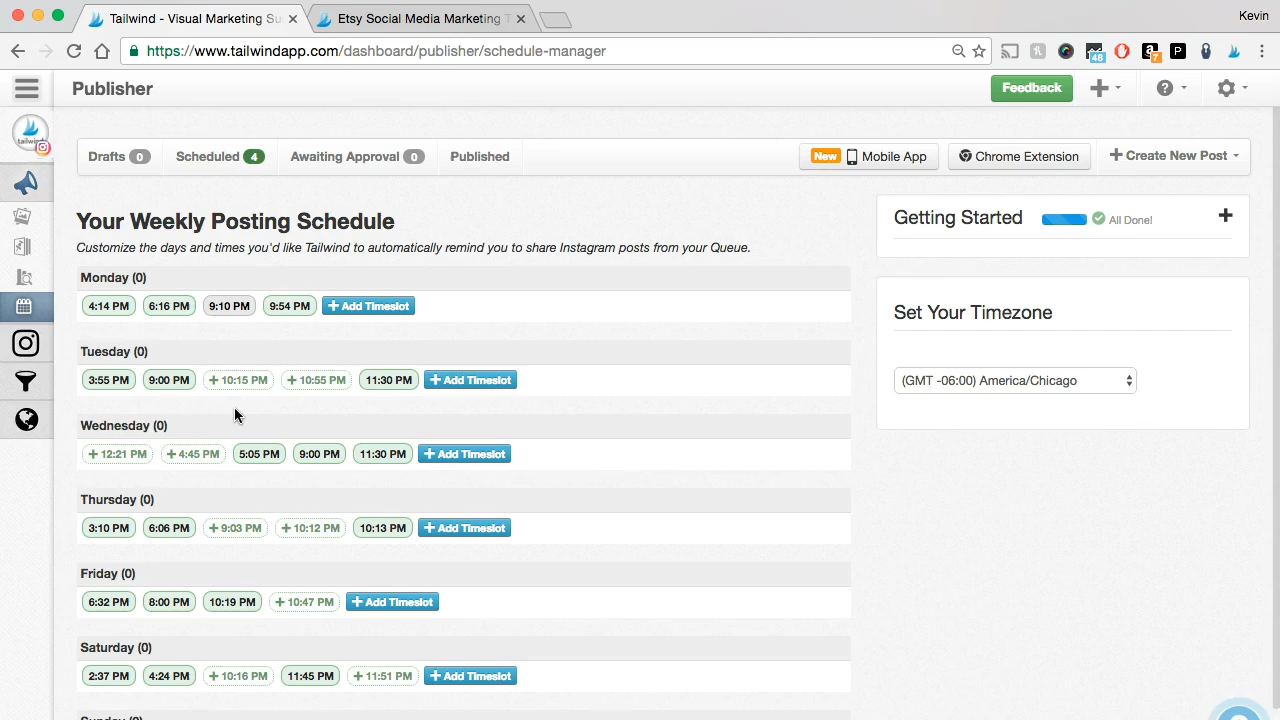 Tailwind - Visual Marketing Su
Etsy Social Media Marketing T
Kevin
https://www.tailwindapp.com/dashboard/publisher/schedule-manager
48
7
P
Publisher
Feedback
tailwind
Drafts 0
Scheduled 4
Awaiting Approval 0
Published
New Mobile App
Chrome Extension
+ Create New Post
Your Weekly Posting Schedule
Customize the days and times you'd like Tailwind to automatically remind you to share Instagram posts from your Queue.
Monday (0)
4:14 PM 6:16 PM 9:10 PM 9:54 PM + Add Timeslot
Tuesday (0)
3:55 PM 9:00 PM + 10:15 PM + 10:55 PM 11:30 PM + Add Timeslot
Wednesday (0)
+ 12:21 PM + 4:45 PM 5:05 PM 9:00 PM 11:30 PM + Add Timeslot
Thursday (0)
3:10 PM 6:06 PM + 9:03 PM + 10:12 PM 10:13 PM + Add Timeslot
Friday (0)
6:32 PM 8:00 PM 10:19 PM + 10:47 PM + Add Timeslot
Saturday (0)
2:37 PM 4:24 PM + 10:16 PM 11:45 PM + 11:51 PM + Add Timeslot
Sunday (0)
Getting Started All Done! +
Set Your Timezone
(GMT -06:00) America/Chicago